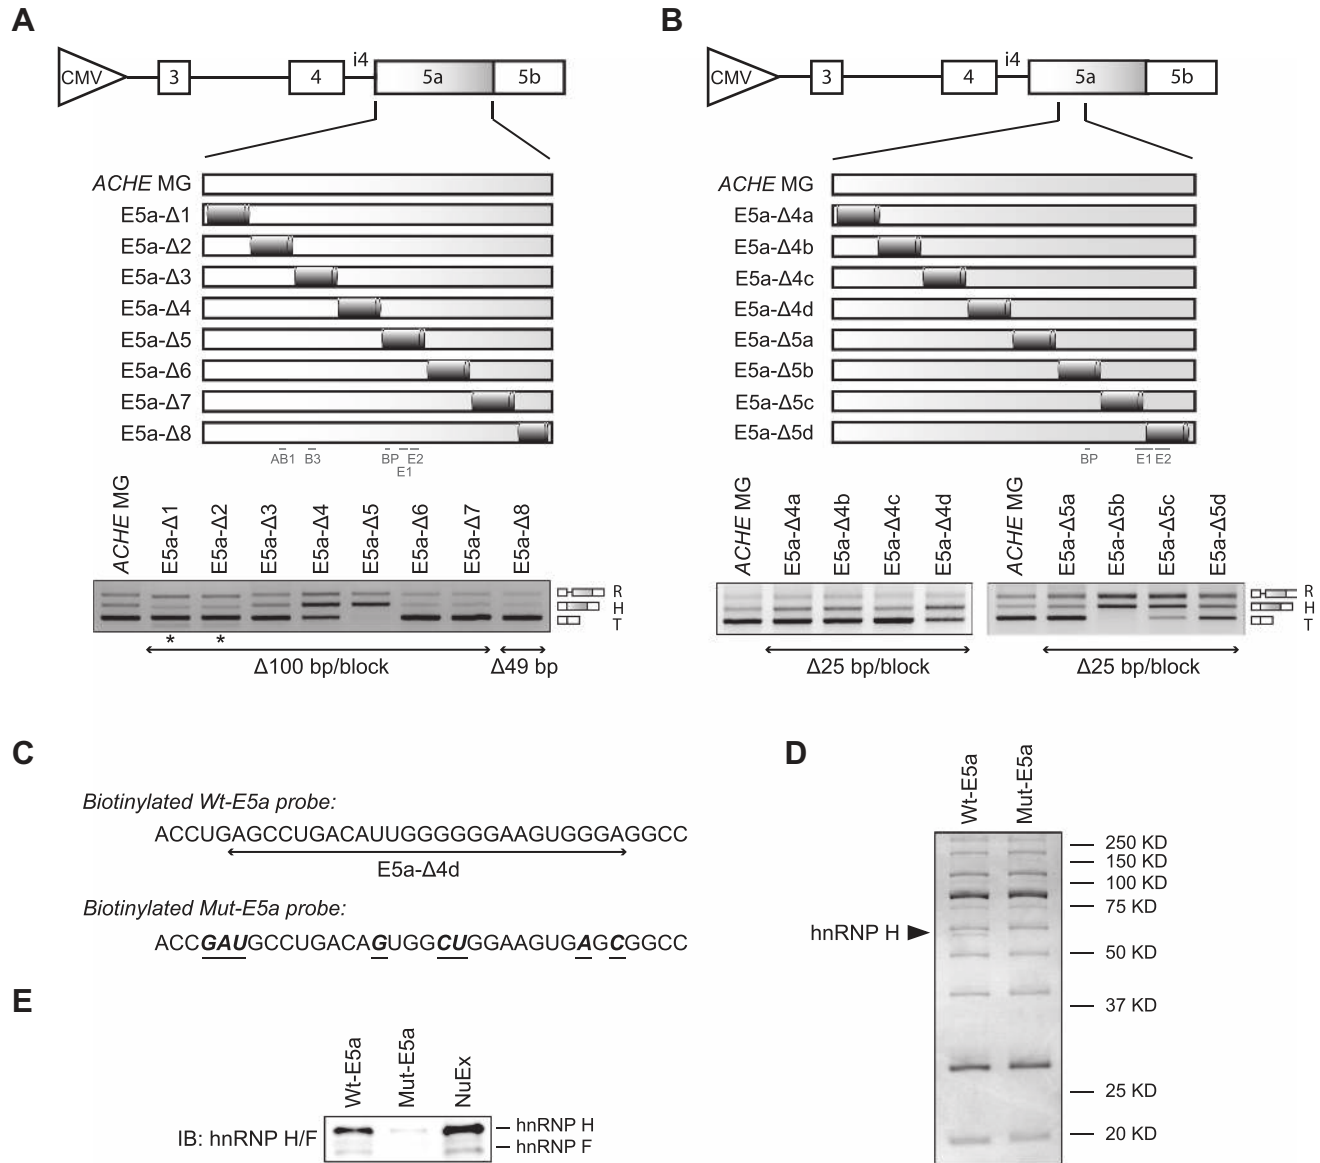 A
CMV
3
4
i4
5a
5b
ACHE MG
E5a-Δ1
E5a-Δ2
E5a-Δ3
E5a-Δ4
E5a-Δ5
E5a-Δ6
E5a-Δ7
E5a-Δ8
AB1 B3 BP E1 E2
ACHE MG
E5a-Δ1
E5a-Δ2
E5a-Δ3
E5a-Δ4
E5a-Δ5
E5a-Δ6
E5a-Δ7
E5a-Δ8
R
H
T
* *
Δ100 bp/block
Δ49 bp
B
CMV
3
4
i4
5a
5b
ACHE MG
E5a-Δ4a
E5a-Δ4b
E5a-Δ4c
E5a-Δ4d
E5a-Δ5a
E5a-Δ5b
E5a-Δ5c
E5a-Δ5d
BP E1 E2
ACHE MG
E5a-Δ4a
E5a-Δ4b
E5a-Δ4c
E5a-Δ4d
ACHE MG
E5a-Δ5a
E5a-Δ5b
E5a-Δ5c
E5a-Δ5d
R
H
T
Δ25 bp/block
Δ25 bp/block
C
Biotinylated Wt-E5a probe:
ACCUGAGCCUGACAUUGGGGGGAAGUGGGAGGCC
E5a-Δ4d
Biotinylated Mut-E5a probe:
ACCGAUGCCUGACAGUGGCUGGAAGUGAGCGGCC
D
Wt-E5a
Mut-E5a
250 KD
150 KD
100 KD
75 KD
hnRNP H
50 KD
37 KD
25 KD
20 KD
E
Wt-E5a
Mut-E5a
NuEx
IB: hnRNP H/F
hnRNP H
hnRNP F